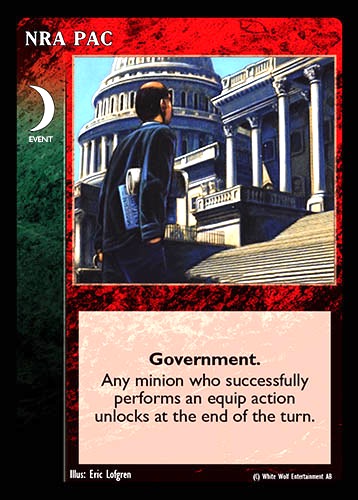 NRA PAC
EVENT
Government.
Any minion who successfully
performs an equip action
unlocks at the end of the turn.
Illus: Eric Lofgren
(C) White Wolf Entertainment AB